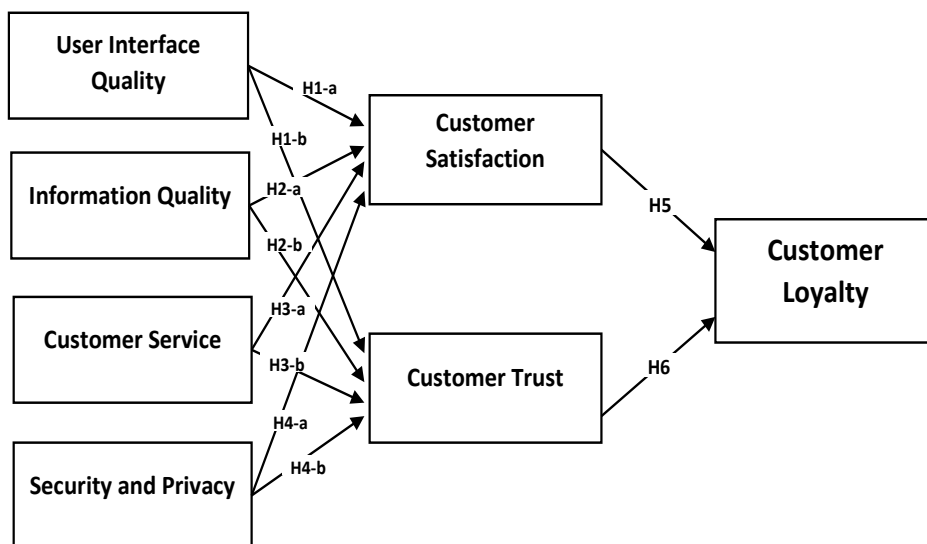 User Interface
Quality
H1-a
Customer
Satisfaction
H1-b
Information Quality
H2-a
H5
H2-b
Customer
Loyalty
H3-a
Customer Service
H3-b
Customer Trust
H6
H4-a
H4-b
Security and Privacy